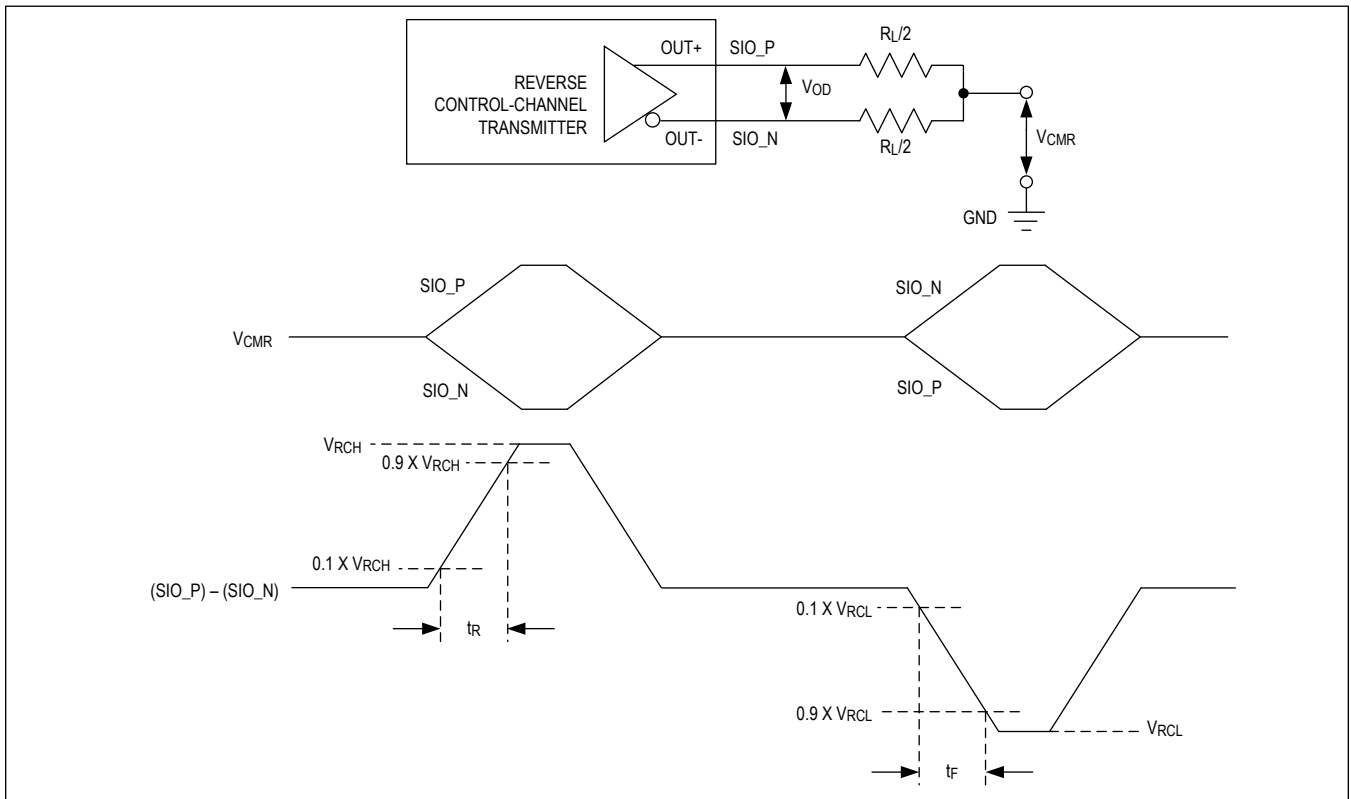 OUT+
SIO_P
RL/2
REVERSE
CONTROL-CHANNEL
TRANSMITTER
VOD
OUT-
SIO_N
RL/2
VCMR
GND
SIO_P
SIO_N
VCMR
SIO_N
SIO_P
VRCH
0.9 X VRCH
0.1 X VRCH
(SIO_P) – (SIO_N)
tR
0.1 X VRCL
0.9 X VRCL
VRCL
tF